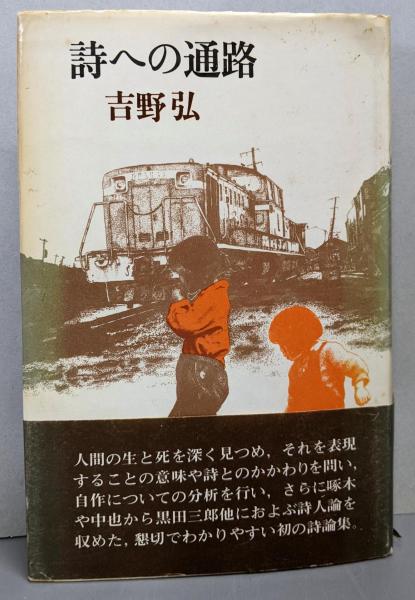 詩への通路
吉野弘
人間の生と死を深く見つめ，それを表現
することの意味や詩とのかかわりを問い，
自作についての分析を行い，さらに啄木
や中也から黒田三郎他におよぶ詩人論を
収めた，懇切でわかりやすい初の詩論集。